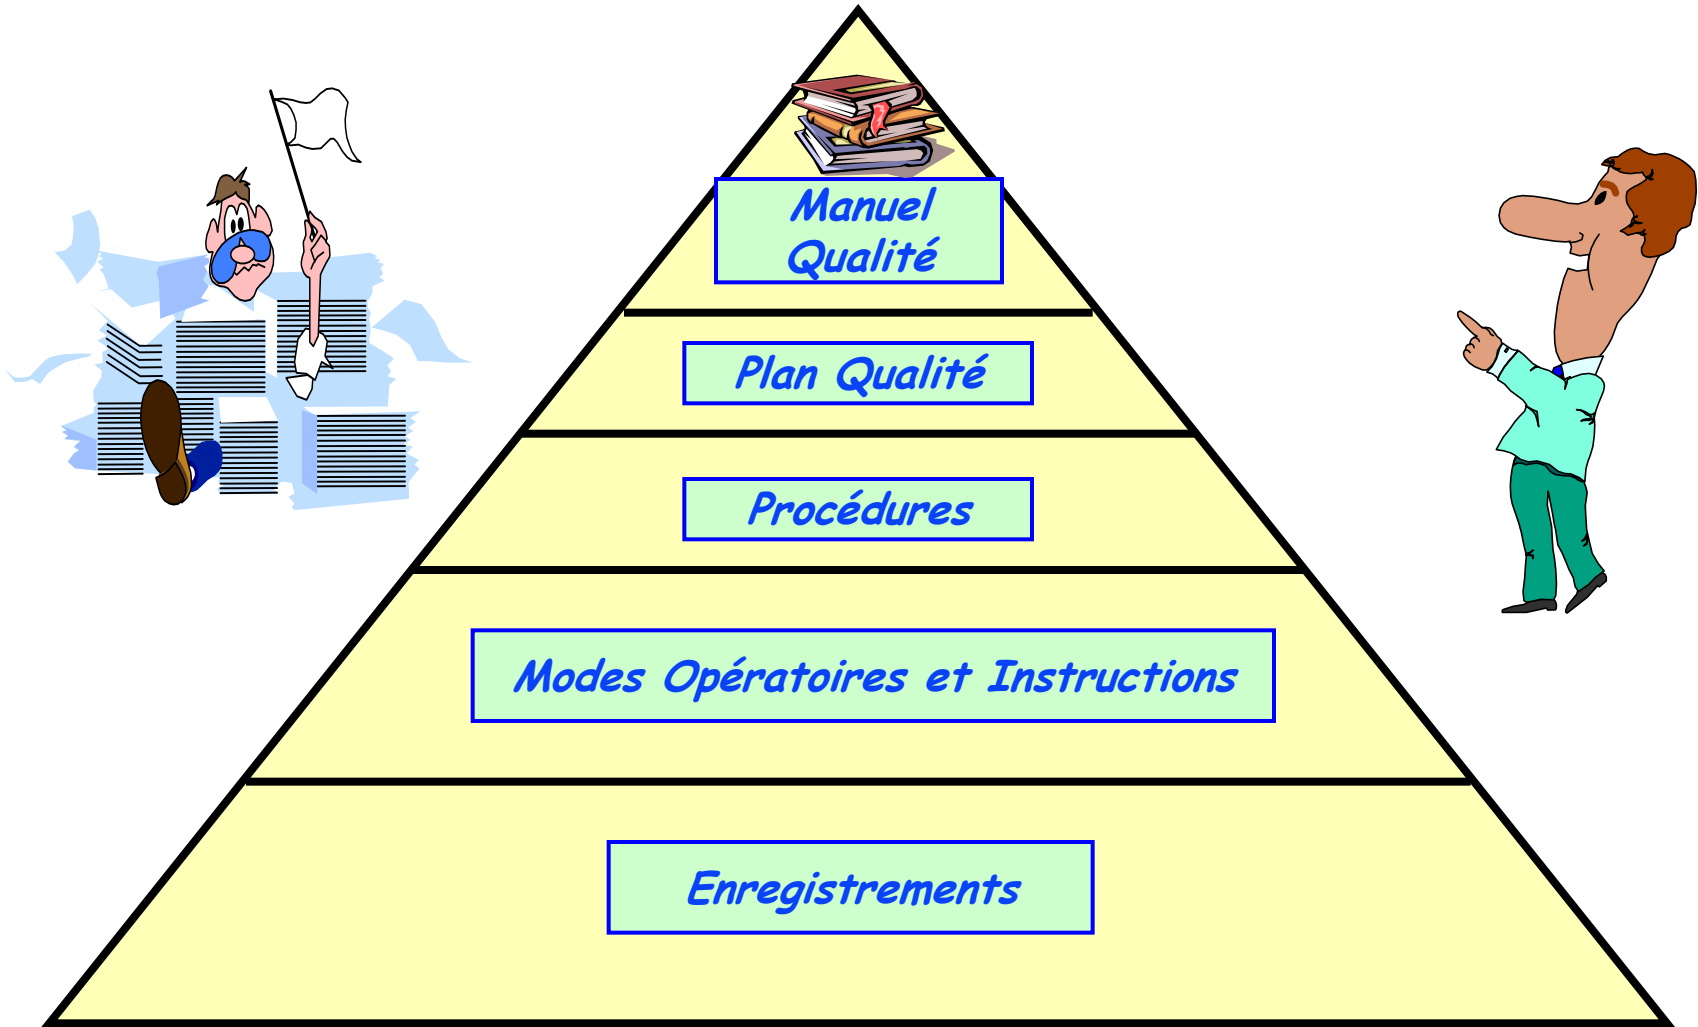 Manuel
Qualité
Plan Qualité
Procédures
Modes Opératoires et Instructions
Enregistrements